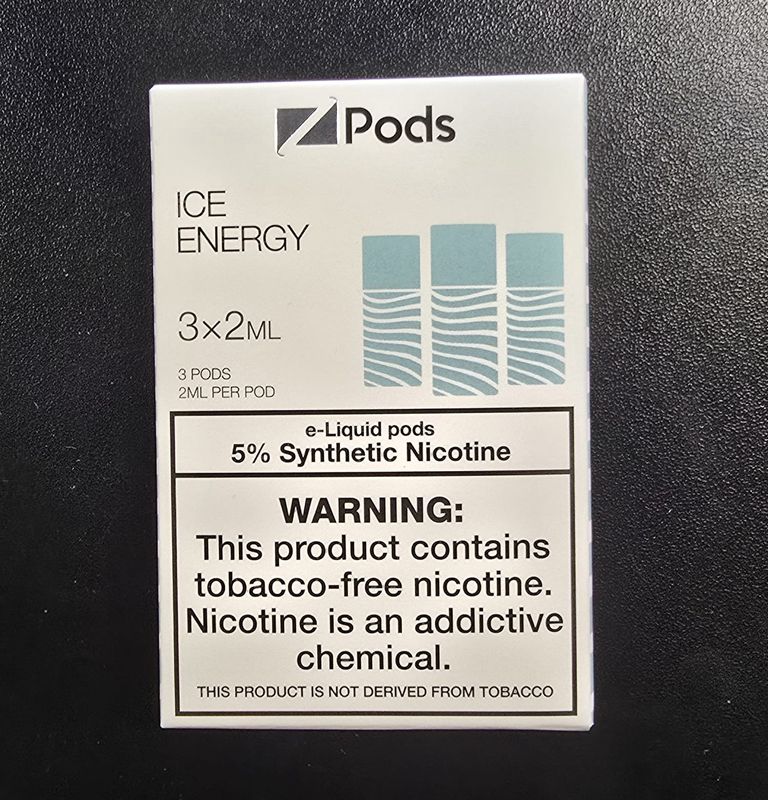 Z Pods
ICE
ENERGY
3×2ML
3 PODS
2ML PER POD
e-Liquid pods
5% Synthetic Nicotine
WARNING:
This product contains
tobacco-free nicotine.
Nicotine is an addictive
chemical.
THIS PRODUCT IS NOT DERIVED FROM TOBACCO